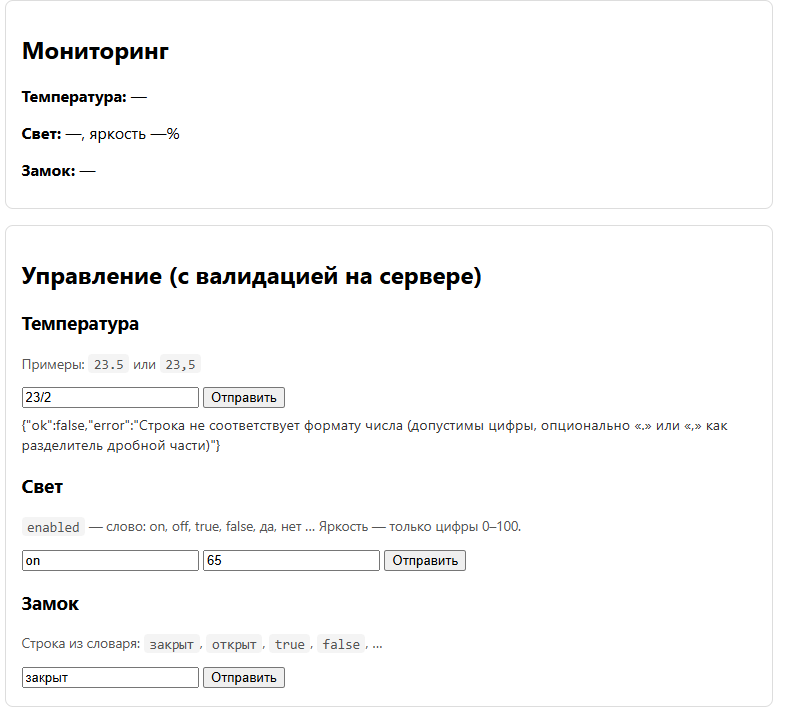 Мониторинг
Температура: —
Свет: —, яркость —%
Замок: —
Управление (с валидацией на сервере)
Температура
Примеры: 23.5 или 23,5
23/2 Отправить
{"ok":false,"error":"Строка не соответствует формату числа (допустимы цифры, опционально «.» или «,» как
разделитель дробной части)"}
Свет
enabled — слово: on, off, true, false, да, нет ... Яркость — только цифры 0–100.
on 65 Отправить
Замок
Строка из словаря: закрыт, открыт, true, false, ...
закрыт Отправить